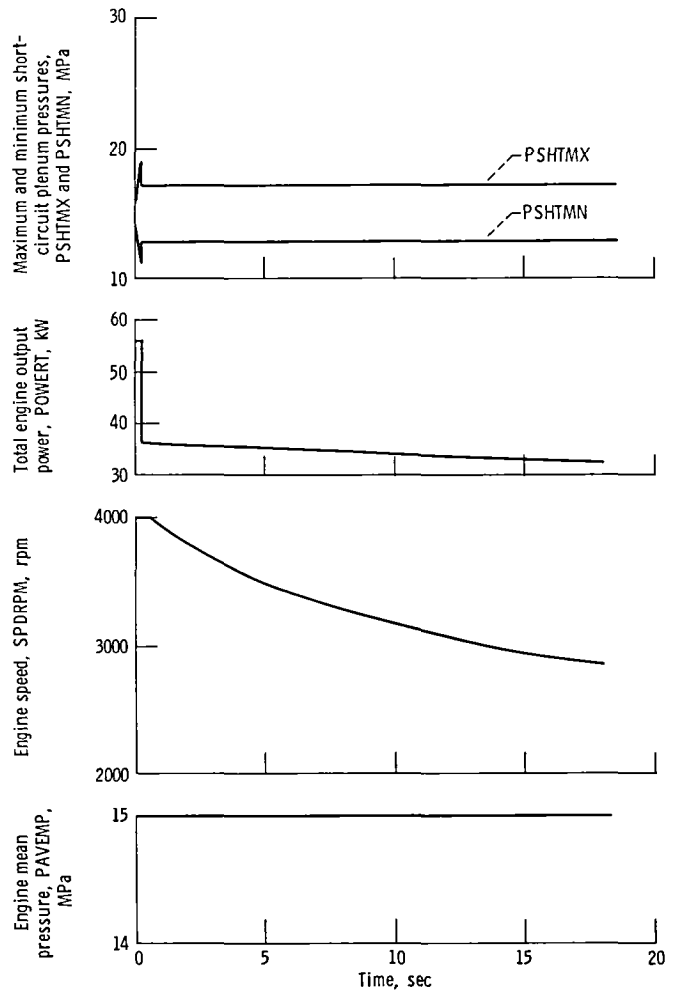 Maximum and minimum short-
circuit plenum pressures,
PSHTMX and PSHTMN, MPa
30
20
10
PSHTMX
PSHTMN
Total engine output
power, POWERT, kW
60
50
40
30
Engine speed, SPDRPM, rpm
4000
3000
2000
Engine mean
pressure, PAVEMP,
MPa
15
14
0
5
10
15
20
Time, sec